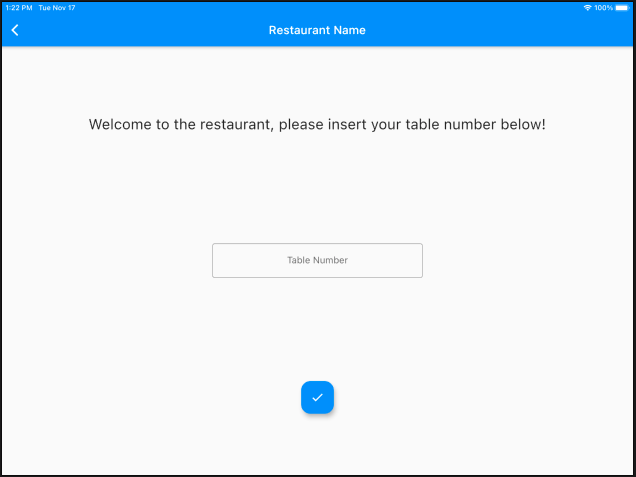 1:22 PM Tue Nov 17 100%
Restaurant Name
Welcome to the restaurant, please insert your table number below!
Table Number